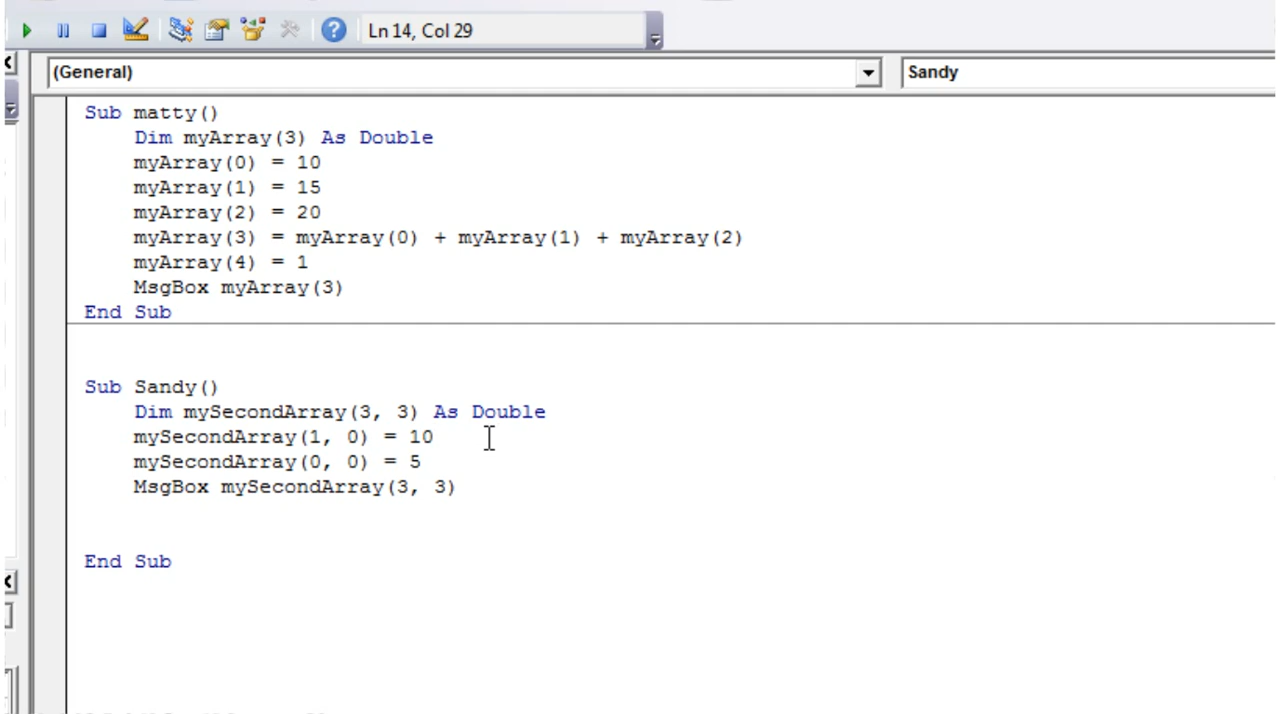 Ln 14, Col 29
(General)
Sandy
Sub matty()
Dim myArray(3) As Double
myArray(0) = 10
myArray(1) = 15
myArray(2) = 20
myArray(3) = myArray(0) + myArray(1) + myArray(2)
myArray(4) = 1
MsgBox myArray(3)
End Sub
Sub Sandy()
Dim mySecondArray(3, 3) As Double
mySecondArray(1, 0) = 10
mySecondArray(0, 0) = 5
MsgBox mySecondArray(3, 3)
End Sub